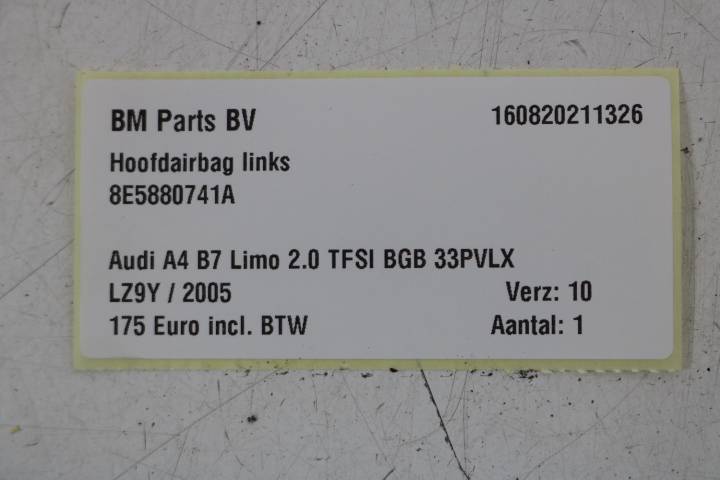 BM Parts BV 160820211326
Hoofdairbag links
8E5880741A
Audi A4 B7 Limo 2.0 TFSI BGB 33PVLX
LZ9Y / 2005 Verz: 10
175 Euro incl. BTW Aantal: 1